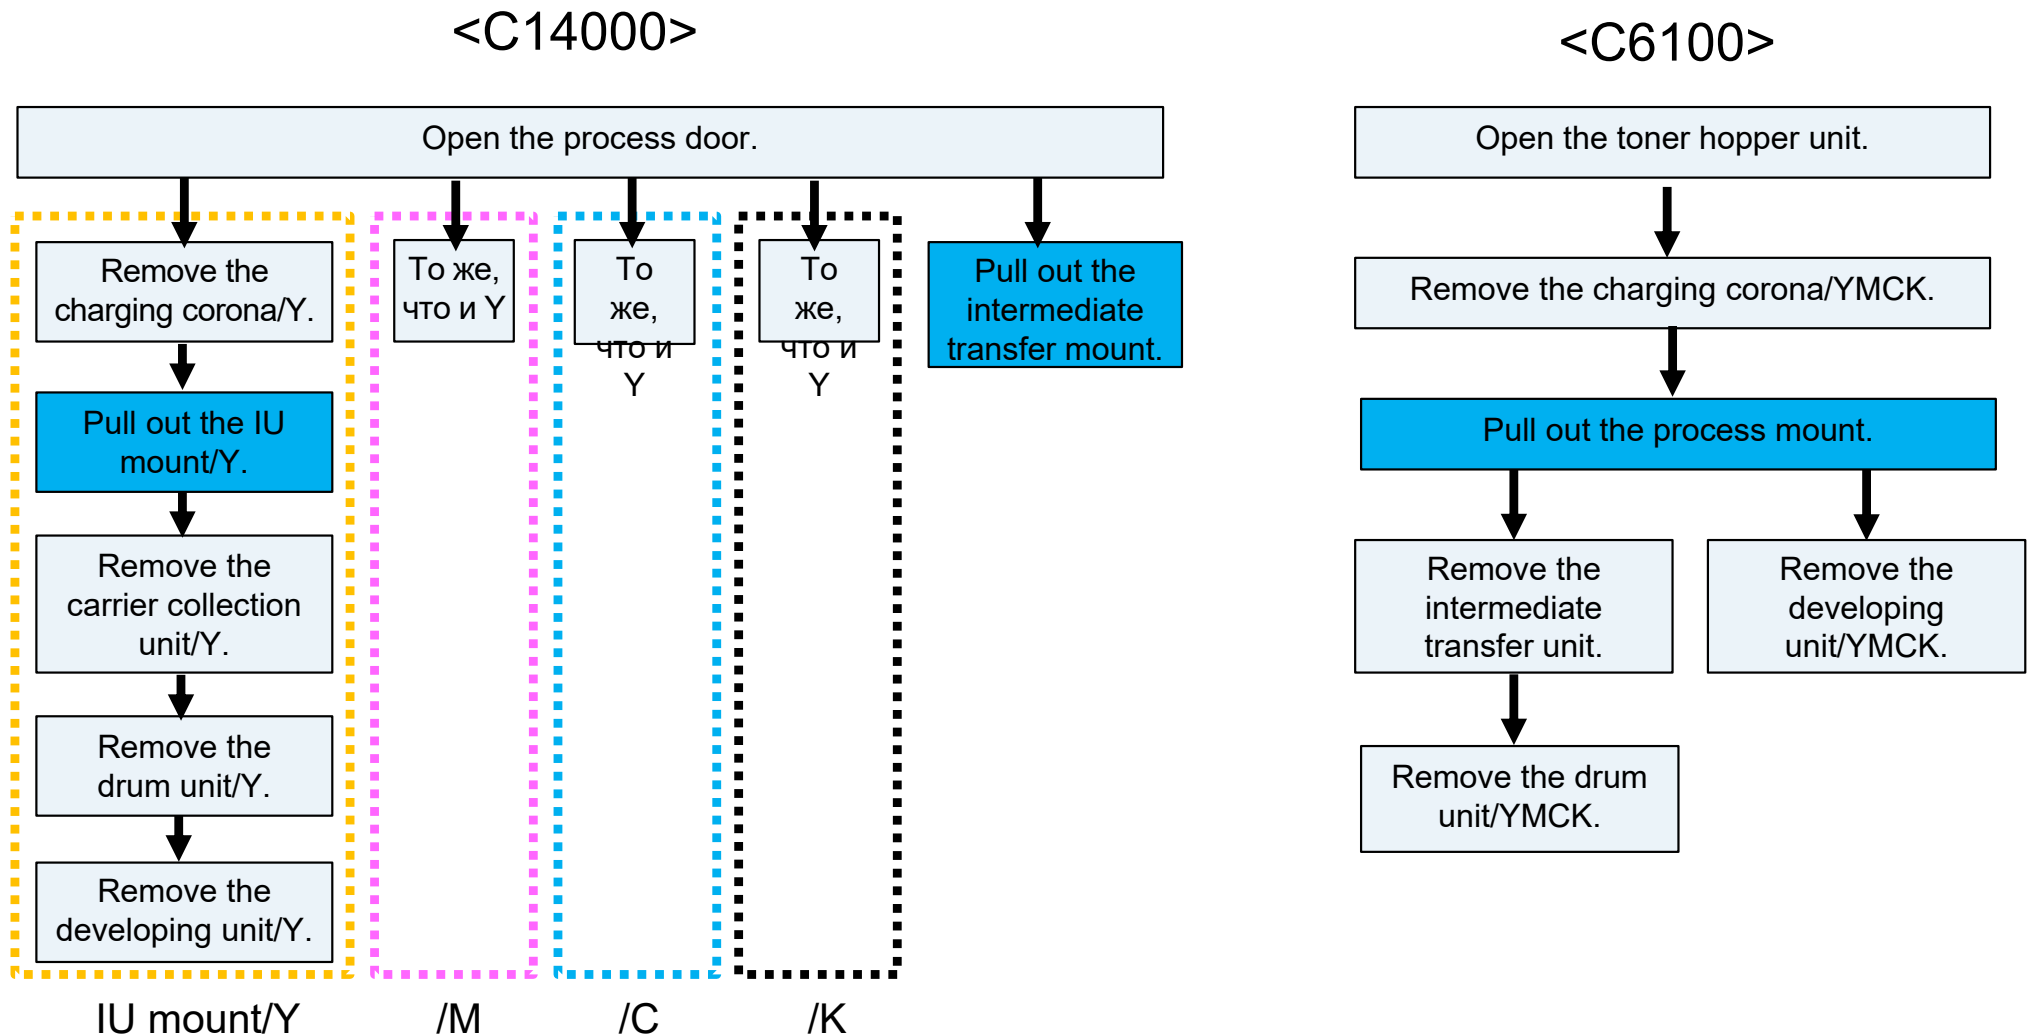 <C14000>
Open the process door.
Remove the
charging corona/Y.
Pull out the IU
mount/Y.
Remove the
carrier collection
unit/Y.
Remove the
drum unit/Y.
Remove the
developing unit/Y.
IU mount/Y
То же,
что и Y
/M
То
же,
что и
Y
/C
То
же,
что и
Y
/K
Pull out the
intermediate
transfer mount.
<C6100>
Open the toner hopper unit.
Remove the charging corona/YMCK.
Pull out the process mount.
Remove the
intermediate
transfer unit.
Remove the
developing
unit/YMCK.
Remove the drum
unit/YMCK.